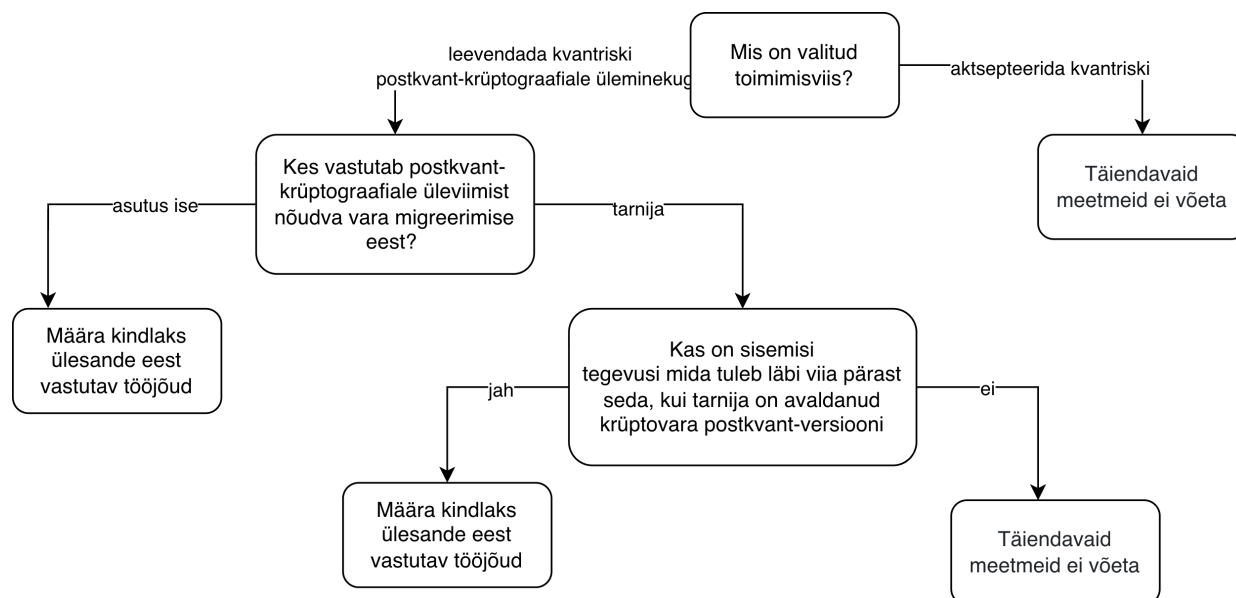 Mis on valitud
toimimisviis?
leevendada kvantriski
postkvant-krüptograafiale üleminekug
aktsepteerida kvantriski
Kes vastutab postkvant-
krüptograafiale üleviimist
nõudva vara migreerimise
eest?
Täiendavaid
meetmeid ei võeta
asutus ise
tarnija
Määra kindlaks
ülesande eest
vastutav tööjõud
Kas on sisemisi
tegevusi mida tuleb läbi viia pärast
seda, kui tarnija on avaldanud
krüptovara postkvant-versiooni
jah
ei
Määra kindlaks
ülesande eest
vastutav tööjõud
Täiendavaid
meetmeid ei võeta